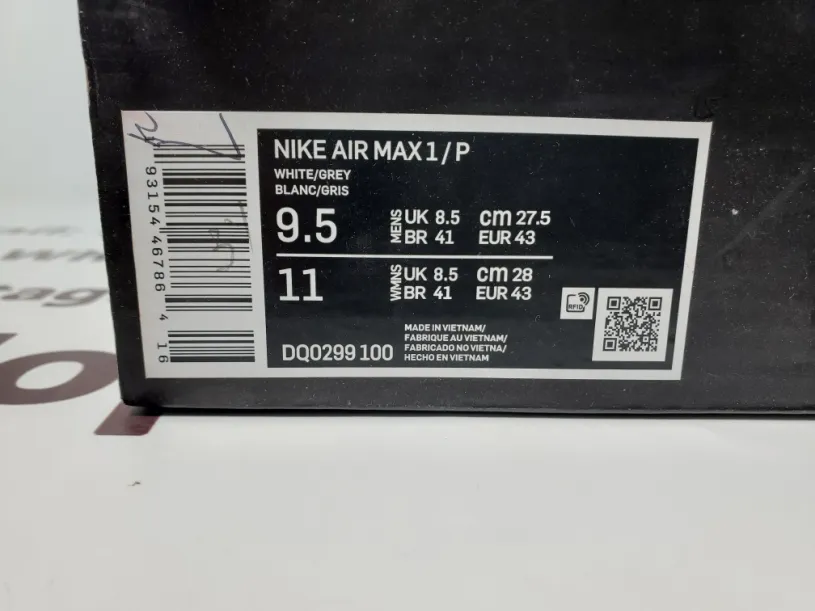 NIKE AIR MAX 1 / P
WHITE/GREY
BLANC/GRIS
9.5 MENS UK 8.5 cm 27.5
BR 41 EUR 43
11 WMNS UK 8.5 cm 28
BR 41 EUR 43
RFID
MADE IN VIETNAM/
FABRIQUE AU VIETNAM/
FABRICADO NO VIETNA/
HECHO EN VIETNAM
DQ0299 100
93154 46786 4 16